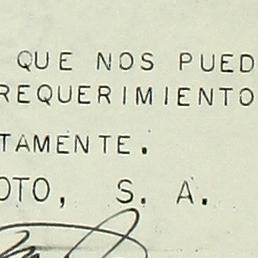 QUE NOS PUED
REQUERIMIENTO
TAMENTE.
OTO, S. A.